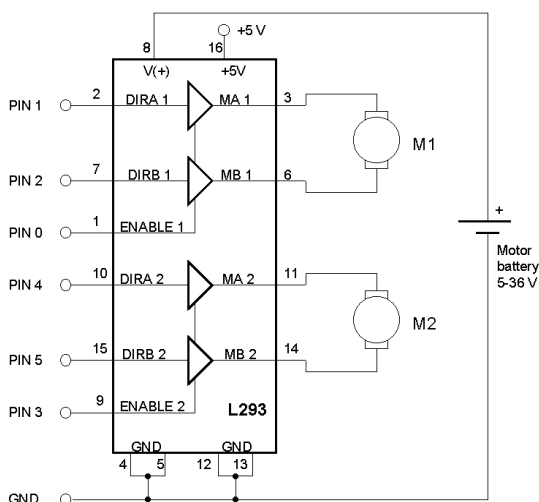 +5 V
8
16
V(+)
+5V
PIN 1
2
DIRA 1
MA 1
3
M1
PIN 2
7
DIRB 1
MB 1
6
PIN 0
1
ENABLE 1
+
Motor
battery
5-36 V
PIN 4
10
DIRA 2
MA 2
11
M2
PIN 5
15
DIRB 2
MB 2
14
PIN 3
9
ENABLE 2
L293
GND
GND
4
5
12
13
GND